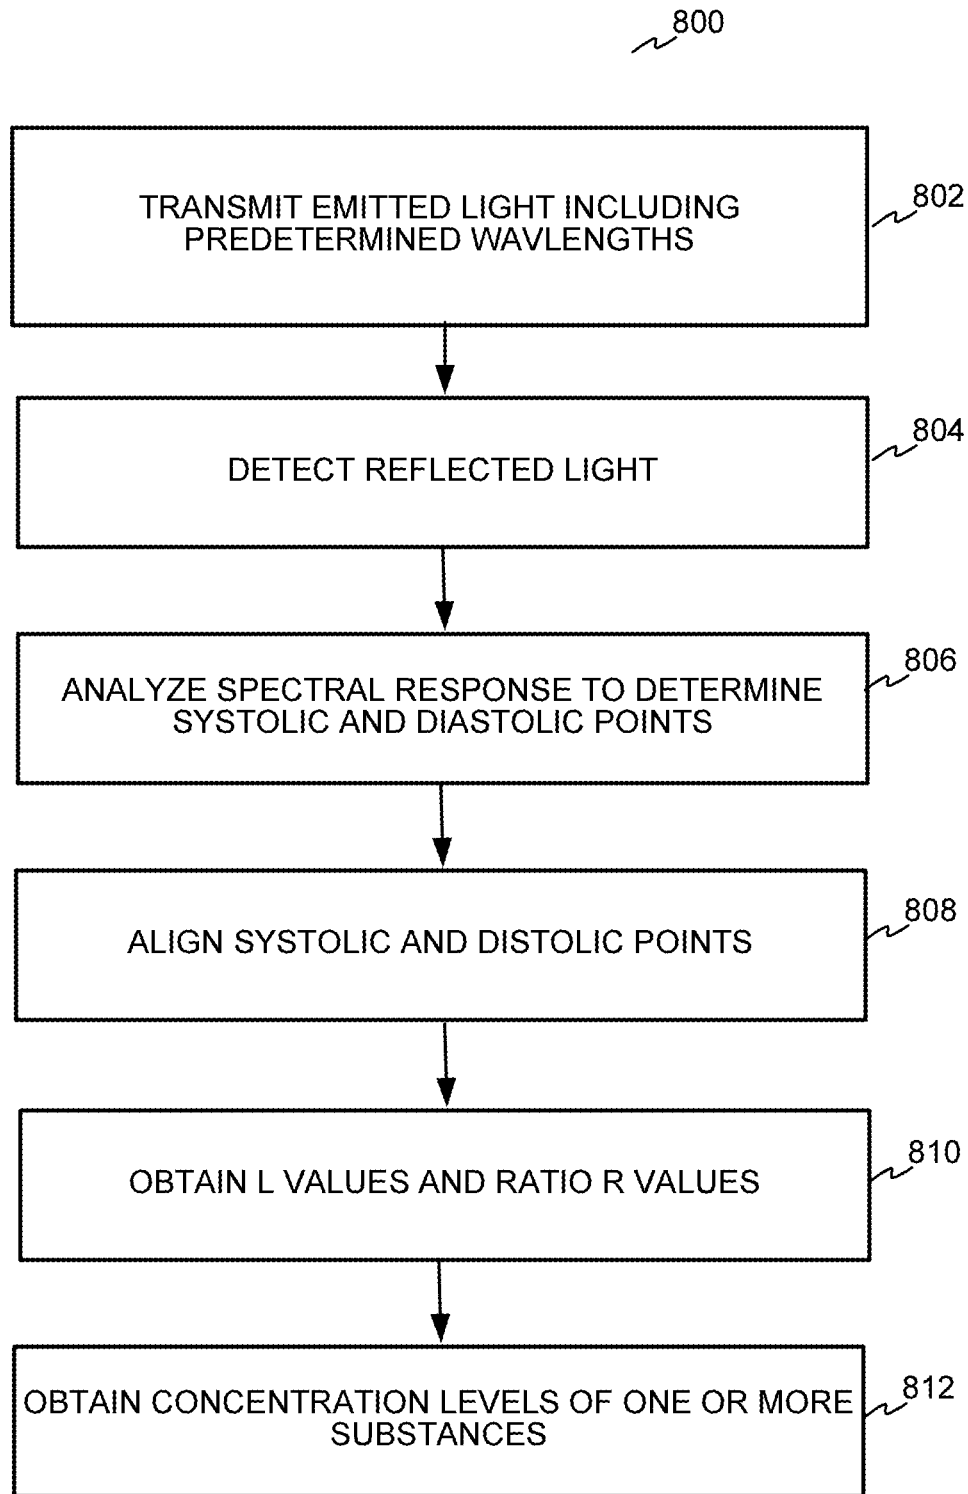 800
TRANSMIT EMITTED LIGHT INCLUDING
PREDETERMINED WAVLENGTHS
802
DETECT REFLECTED LIGHT
804
ANALYZE SPECTRAL RESPONSE TO DETERMINE
SYSTOLIC AND DIASTOLIC POINTS
806
ALIGN SYSTOLIC AND DISTOLIC POINTS
808
OBTAIN L VALUES AND RATIO R VALUES
810
OBTAIN CONCENTRATION LEVELS OF ONE OR MORE
SUBSTANCES
812